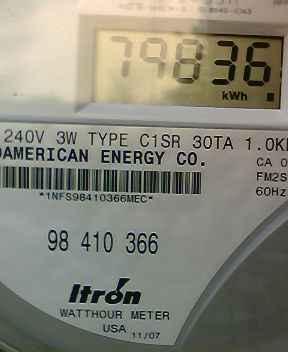 79836
kWh
240V 3W TYPE C1SR 30TA 1.0K
AMERICAN ENERGY CO.
CA 0
FM2S
60Hz
*1NFS98410366MEC*
98 410 366
Itrón
WATTHOUR METER
USA 11/07